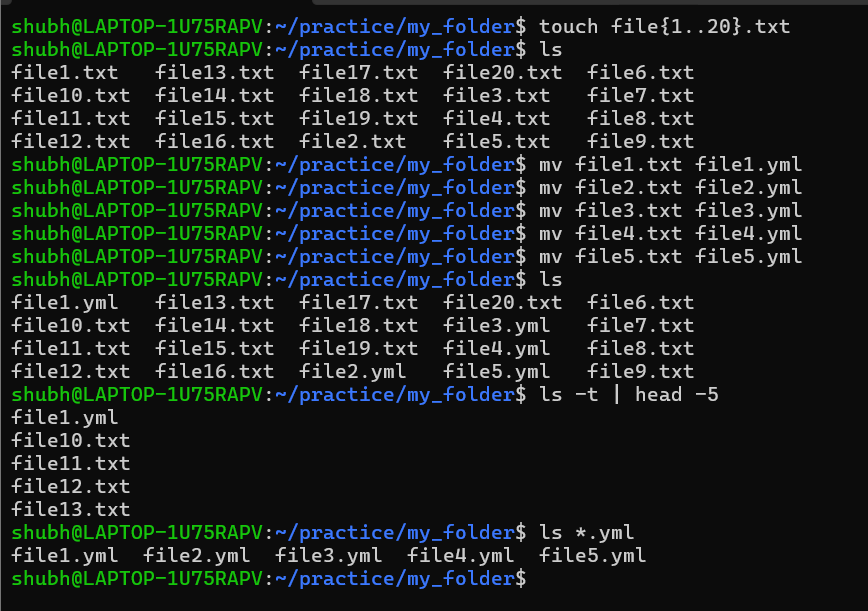 shubh@LAPTOP-1U75RAPV:~/practice/my_folder$ touch file{1..20}.txt
shubh@LAPTOP-1U75RAPV:~/practice/my_folder$ ls
file1.txt   file13.txt  file17.txt  file20.txt  file6.txt
file10.txt  file14.txt  file18.txt  file3.txt   file7.txt
file11.txt  file15.txt  file19.txt  file4.txt   file8.txt
file12.txt  file16.txt  file2.txt   file5.txt   file9.txt
shubh@LAPTOP-1U75RAPV:~/practice/my_folder$ mv file1.txt file1.yml
shubh@LAPTOP-1U75RAPV:~/practice/my_folder$ mv file2.txt file2.yml
shubh@LAPTOP-1U75RAPV:~/practice/my_folder$ mv file3.txt file3.yml
shubh@LAPTOP-1U75RAPV:~/practice/my_folder$ mv file4.txt file4.yml
shubh@LAPTOP-1U75RAPV:~/practice/my_folder$ mv file5.txt file5.yml
shubh@LAPTOP-1U75RAPV:~/practice/my_folder$ ls
file1.yml   file13.txt  file17.txt  file20.txt  file6.txt
file10.txt  file14.txt  file18.txt  file3.yml   file7.txt
file11.txt  file15.txt  file19.txt  file4.yml   file8.txt
file12.txt  file16.txt  file2.yml   file5.yml   file9.txt
shubh@LAPTOP-1U75RAPV:~/practice/my_folder$ ls -t | head -5
file1.yml
file10.txt
file11.txt
file12.txt
file13.txt
shubh@LAPTOP-1U75RAPV:~/practice/my_folder$ ls *.yml
file1.yml  file2.yml  file3.yml  file4.yml  file5.yml
shubh@LAPTOP-1U75RAPV:~/practice/my_folder$